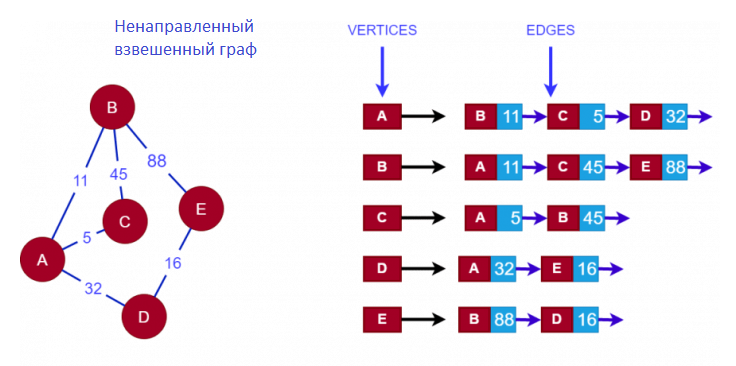 Ненаправленный
взвешенный граф
VERTICES
EDGES
B
11
45
88
C
E
5
A
16
32
D
A B 11 C 5 D 32
B A 11 C 45 E 88
C A 5 B 45
D A 32 E 16
E B 88 D 16